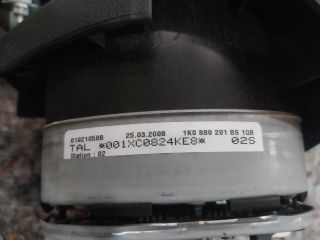 61921050B 25.03.2008 1K0 880 201 BS 1QB
TAL *001XC0824KE8* 02S
Station : 02